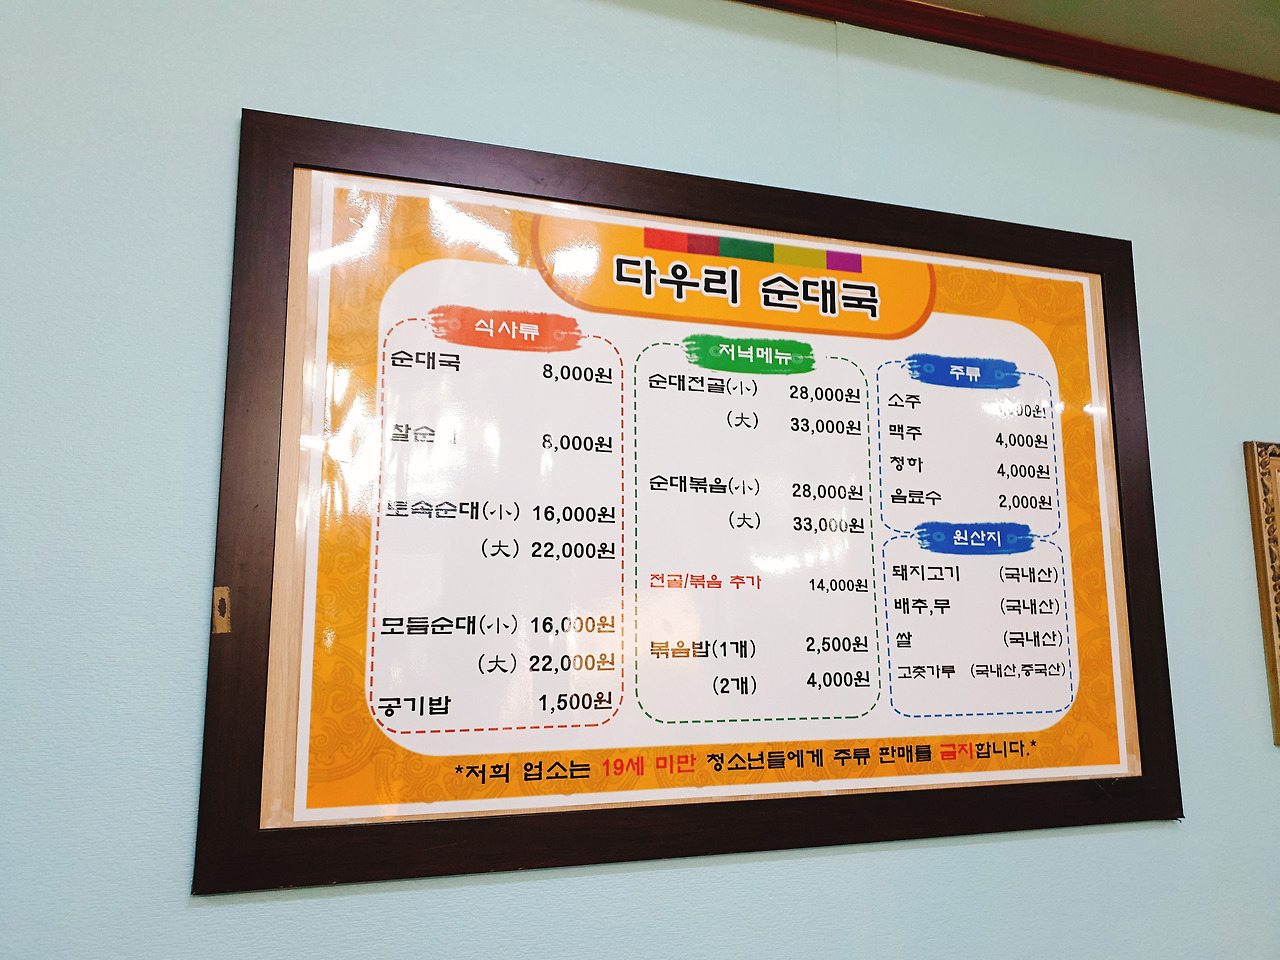 다우리 순대국
식사류
순대국 8,000원
찰순 8,000원
토속순대(小) 16,000원
(大) 22,000원
모듬순대(小) 16,000원
(大) 22,000원
공기밥 1,500원
저녁메뉴
순대전골(小) 28,000원
(大) 33,000원
순대볶음(小) 28,000원
(大) 33,000원
전골/볶음 추가 14,000원
볶음밥(1개) 2,500원
(2개) 4,000원
주류
소주
맥주 4,000원
청하 4,000원
음료수 2,000원
원산지
돼지고기 (국내산)
배추,무 (국내산)
쌀 (국내산)
고춧가루 (국내산,중국산)
*저희 업소는 19세 미만 청소년들에게 주류 판매를 금지합니다.*